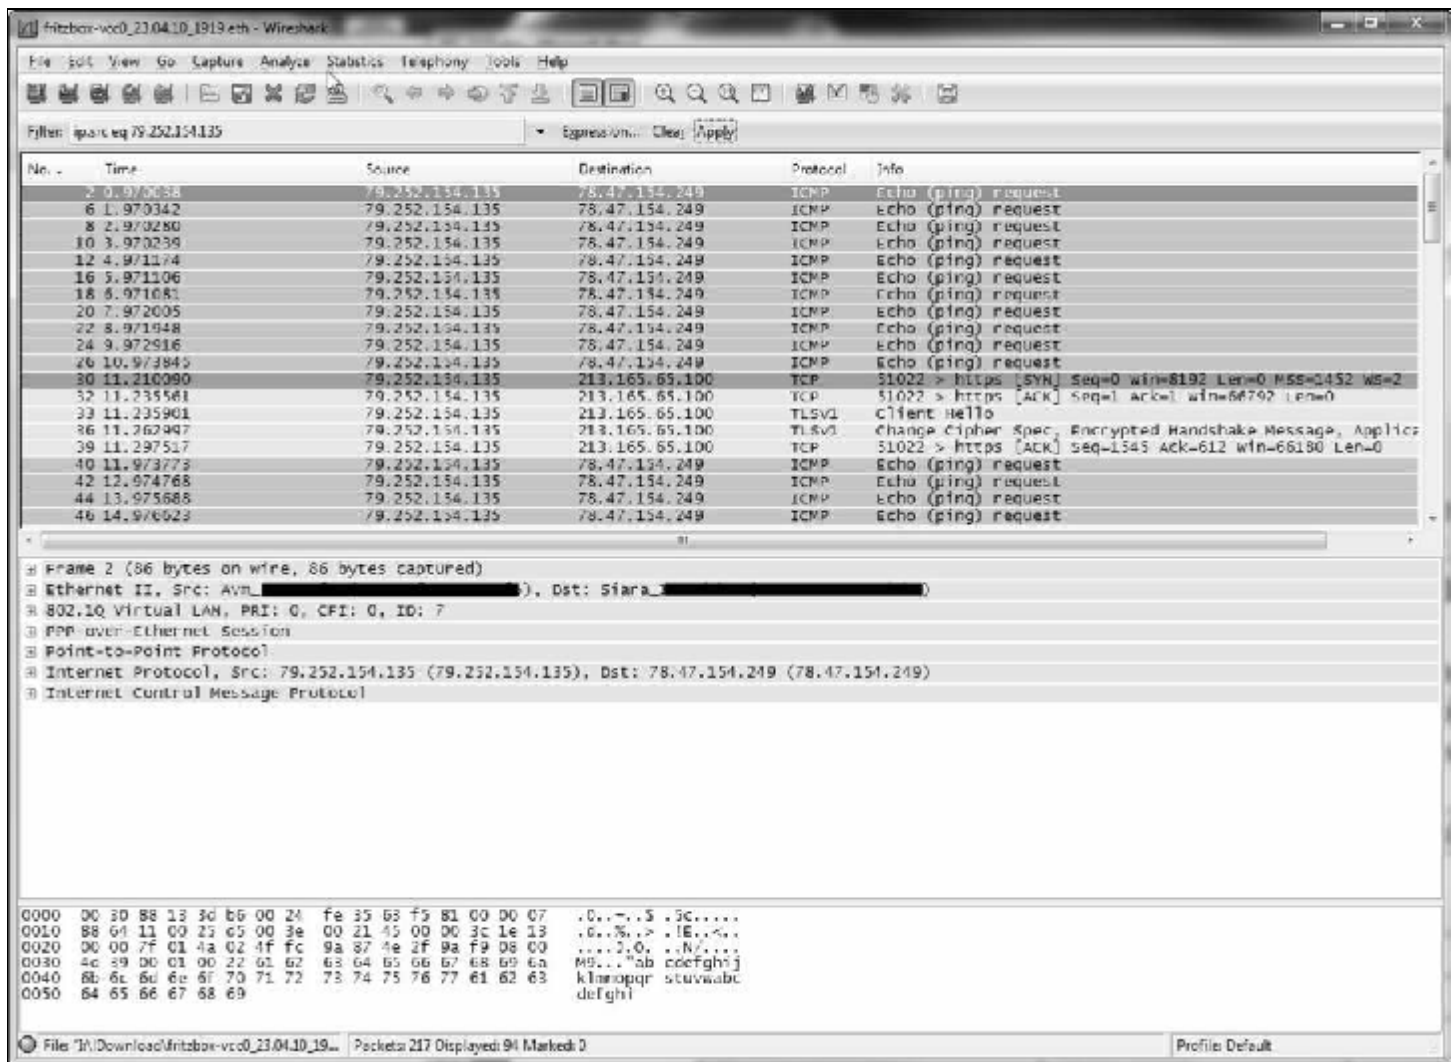 fritzbox-vcc0_23.04.10_1919.eth - Wireshark
File Edit View Go Capture Analyze Statistics Telephony Tools Help
Filter: ip.src eq 79.252.154.135 Expression... Clear Apply
No. . Time Source Destination Protocol Info
2 0.970038 79.252.154.135 78.47.154.249 ICMP Echo (ping) request
6 1.970342 79.252.154.135 78.47.154.249 ICMP Echo (ping) request
8 2.970280 79.252.154.135 78.47.154.249 ICMP Echo (ping) request
10 3.970239 79.252.154.135 78.47.154.249 ICMP Echo (ping) request
12 4.971174 79.252.154.135 78.47.154.249 ICMP Echo (ping) request
16 5.971106 79.252.154.135 78.47.154.249 ICMP Echo (ping) request
18 6.971081 79.252.154.135 78.47.154.249 ICMP Echo (ping) request
20 7.972005 79.252.154.135 78.47.154.249 ICMP Echo (ping) request
22 8.971948 79.252.154.135 78.47.154.249 ICMP Echo (ping) request
24 9.972916 79.252.154.135 78.47.154.249 ICMP Echo (ping) request
26 10.973845 79.252.154.135 78.47.154.249 ICMP Echo (ping) request
30 11.210090 79.252.154.135 213.165.65.100 TCP 51022 > https [SYN] Seq=0 Win=8192 Len=0 MSS=1452 WS=2
32 11.235561 79.252.154.135 213.165.65.100 TCP 51022 > https [ACK] Seq=1 Ack=1 Win=66792 Len=0
33 11.235901 79.252.154.135 213.165.65.100 TLSv1 Client Hello
36 11.262997 79.252.154.135 213.165.65.100 TLSv1 Change Cipher Spec, Encrypted Handshake Message, Applica
39 11.297517 79.252.154.135 213.165.65.100 TCP 51022 > https [ACK] Seq=1545 Ack=612 Win=66180 Len=0
40 11.973773 79.252.154.135 78.47.154.249 ICMP Echo (ping) request
42 12.974768 79.252.154.135 78.47.154.249 ICMP Echo (ping) request
44 13.975688 79.252.154.135 78.47.154.249 ICMP Echo (ping) request
46 14.976623 79.252.154.135 78.47.154.249 ICMP Echo (ping) request
Frame 2 (86 bytes on wire, 86 bytes captured)
Ethernet II, Src: Avm_ ), Dst: Siara_ )
802.1Q Virtual LAN, PRI: 0, CFI: 0, ID: 7
PPP-over-Ethernet Session
Point-to-Point Protocol
Internet Protocol, Src: 79.252.154.135 (79.252.154.135), Dst: 78.47.154.249 (78.47.154.249)
Internet Control Message Protocol
0000 00 30 88 13 3d b6 00 24 fe 35 63 f5 81 00 00 07 .0..=..$ .5c.....
0010 88 64 11 00 25 d5 00 3e 00 21 45 00 00 3c 1e 13 .d..%..> .!E..<..
0020 00 00 7f 01 4a 02 4f fc 9a 87 4e 2f 9a f9 08 00 ....J.O. ..N/....
0030 4d 39 00 01 00 22 61 62 63 64 65 66 67 68 69 6a M9..."ab cdefghij
0040 6b 6c 6d 6e 6f 70 71 72 73 74 75 76 77 61 62 63 klmnopqr stuvwabc
0050 64 65 66 67 68 69 defghi
File: "I:\Download\fritzbox-vcc0_23.04.10_19... Packets: 217 Displayed: 94 Marked: 0 Profile: Default